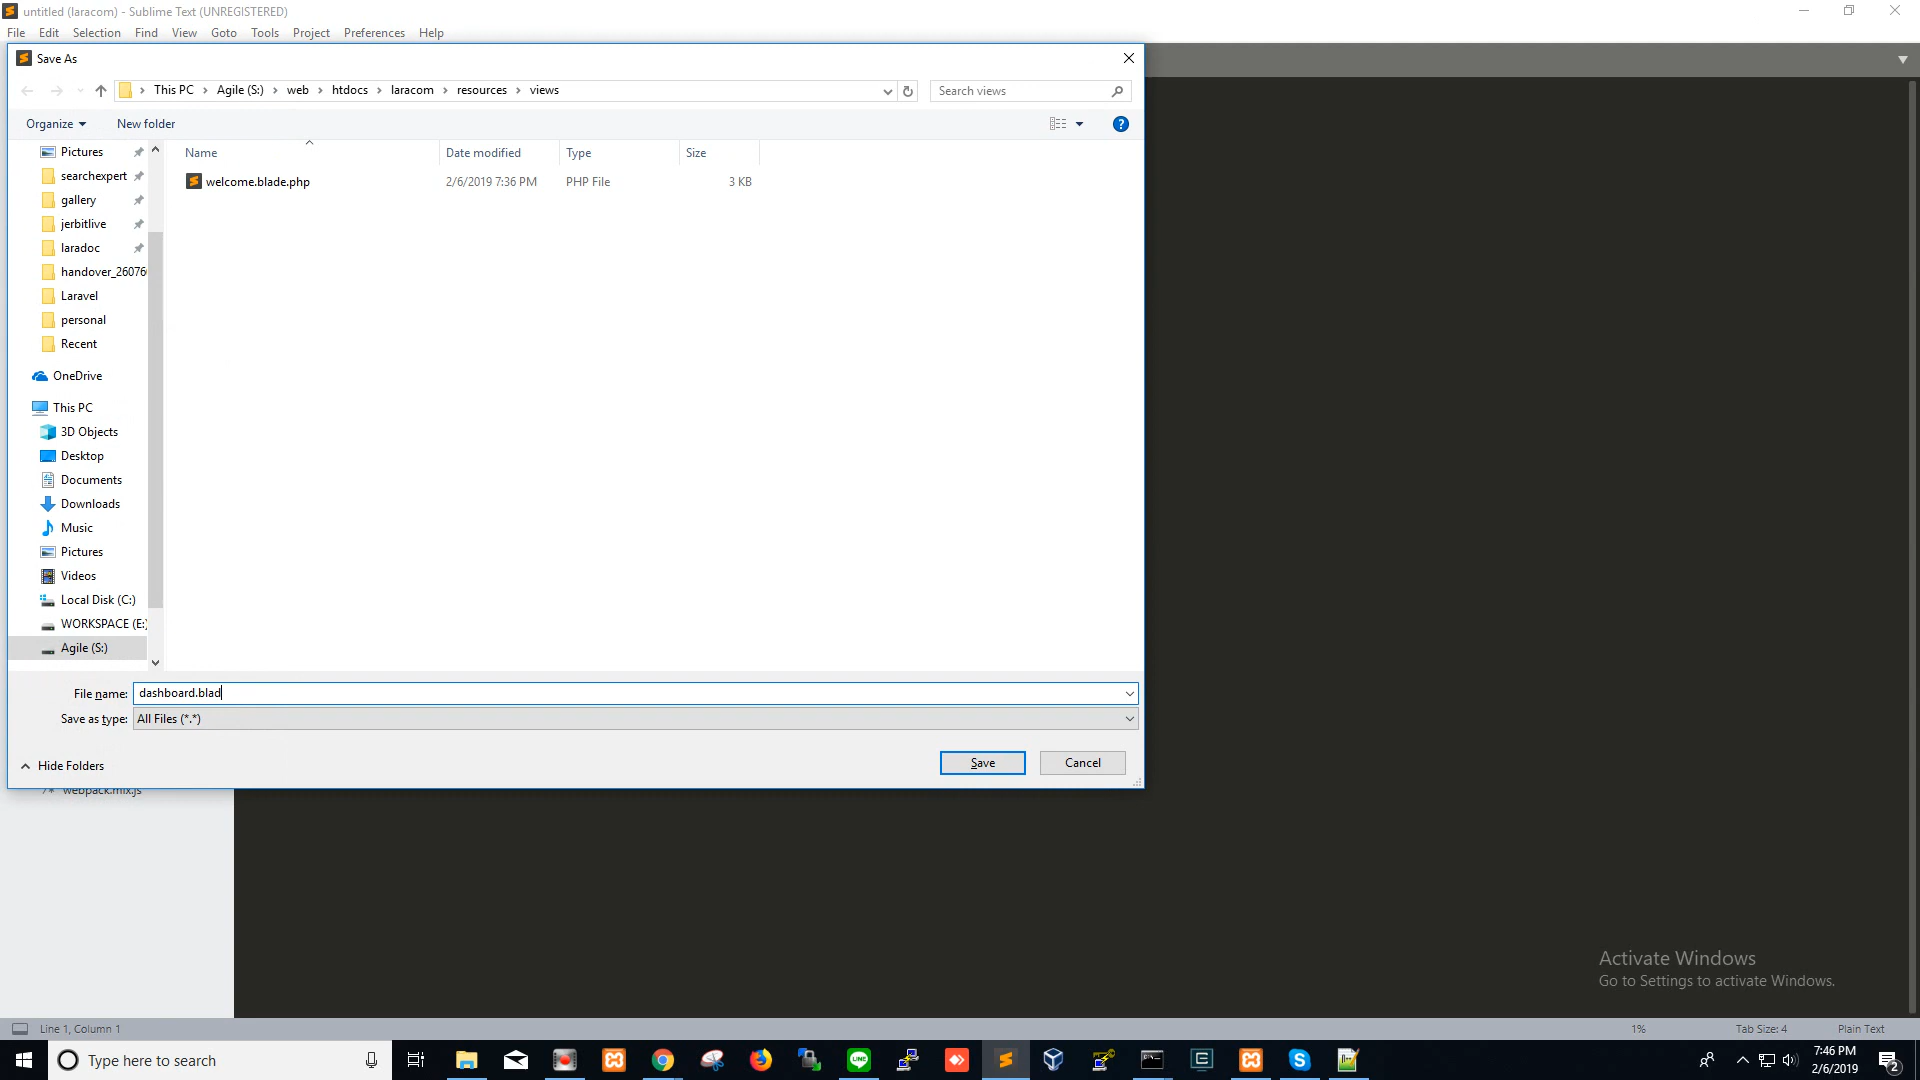 untitled (laracom) - Sublime Text (UNREGISTERED)
File Edit Selection Find View Goto Tools Project Preferences Help
Save As
This PC Agile (S:) web htdocs laracom resources views
Search views
Organize New folder
?
Name Date modified Type Size
welcome.blade.php 2/6/2019 7:36 PM PHP File 3 KB
Pictures
searchexpert
gallery
jerbitlive
laradoc
handover_26076
Laravel
personal
Recent
OneDrive
This PC
3D Objects
Desktop
Documents
Downloads
Music
Pictures
Videos
Local Disk (C:)
WORKSPACE (E:)
Agile (S:)
File name: dashboard.blad
Save as type: All Files (*.*)
Hide Folders
Save Cancel
webpack.mix.js
Activate Windows
Go to Settings to activate Windows.
Line 1, Column 1
1%
Tab Size: 4
Plain Text
Type here to search
7:46 PM
2/6/2019
2